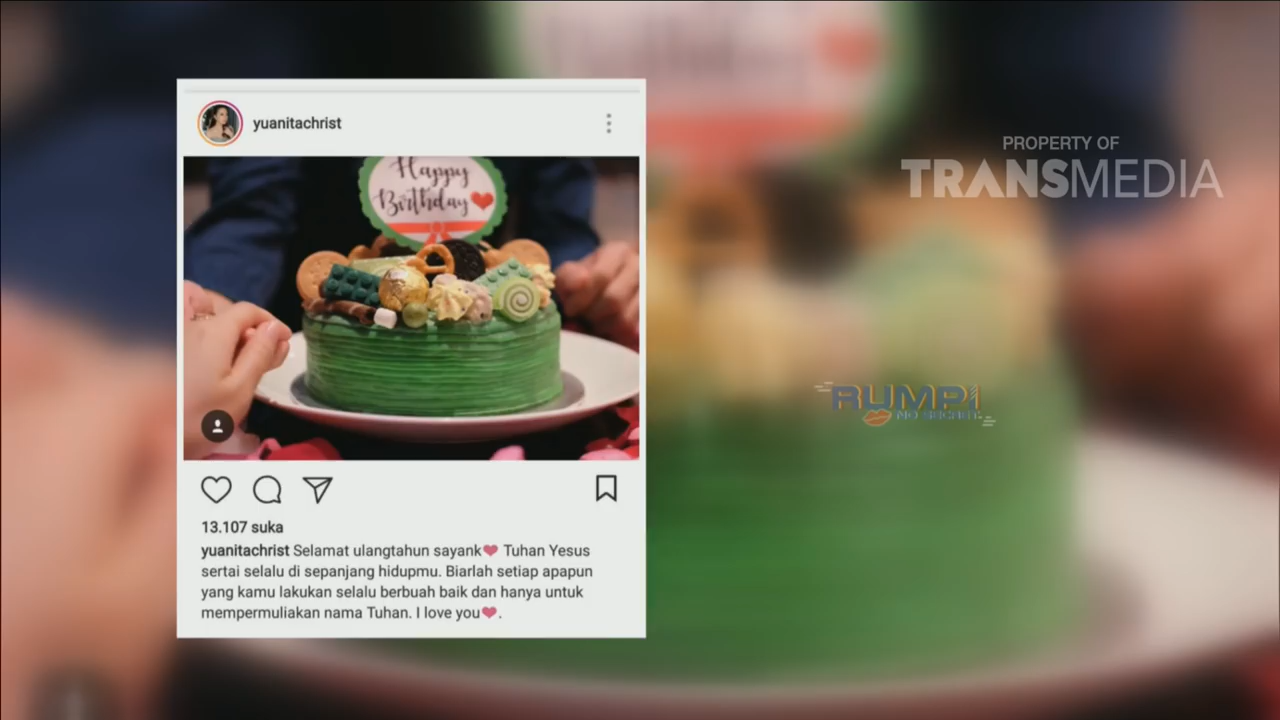 yuanitachrist
Happy
Birthday
13.107 suka
yuanitachrist Selamat ulangtahun sayank❤ Tuhan Yesus
sertai selalu di sepanjang hidupmu. Biarlah setiap apapun
yang kamu lakukan selalu berbuah baik dan hanya untuk
mempermuliakan nama Tuhan. I love you❤.
PROPERTY OF
TRANSMEDIA
RUMPI
NO SECRET